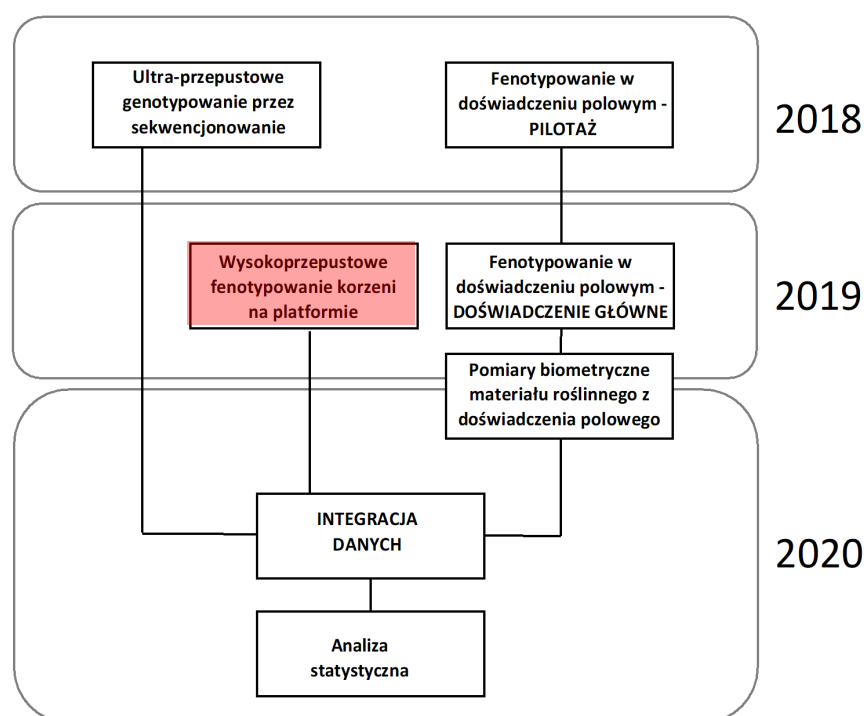 Ultra-przepustowe
genotypowanie przez
sekwencjonowanie
Fenotypowanie w
doświadczeniu polowym -
PILOTAŻ
2018
Wysokoprzepustowe
fenotypowanie korzeni
na platformie
Fenotypowanie w
doświadczeniu polowym -
DOŚWIADCZENIE GŁÓWNE
2019
Pomiary biometryczne
materiału roślinnego z
doświadczenia polowego
INTEGRACJA
DANYCH
2020
Analiza
statystyczna